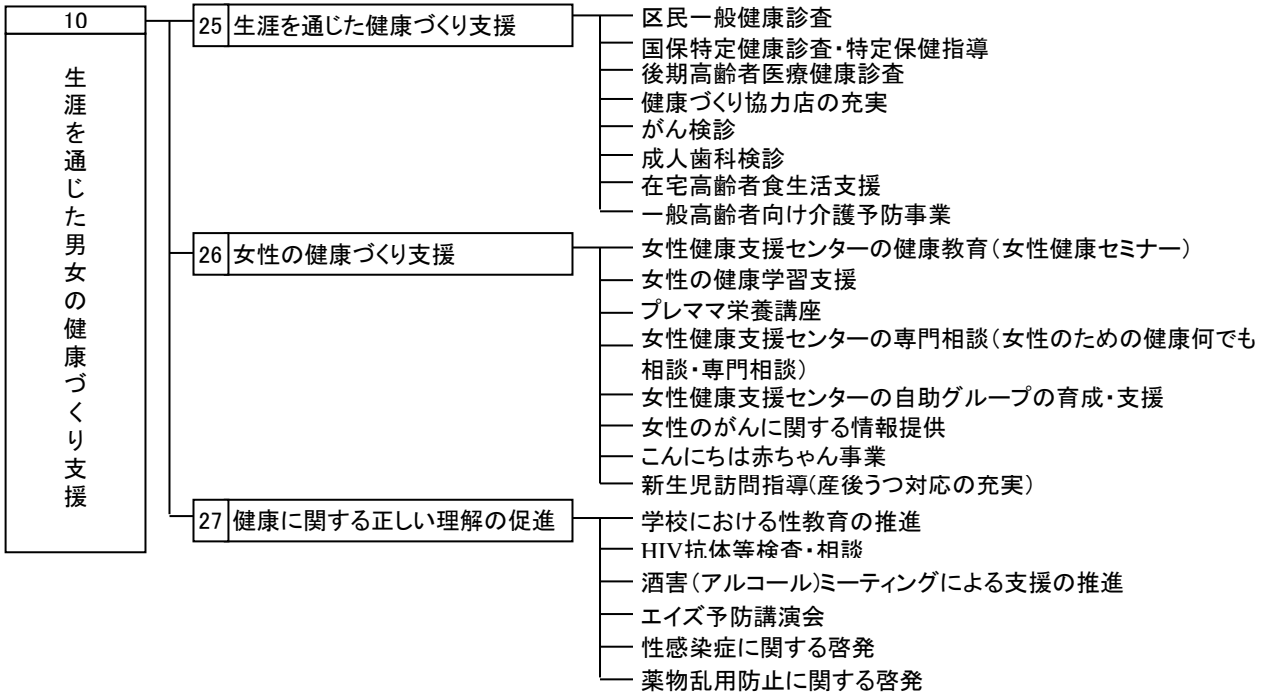 10
生涯を通じた男女の健康づくり支援
25 生涯を通じた健康づくり支援
区民一般健康診査
国保特定健康診査・特定保健指導
後期高齢者医療健康診査
健康づくり協力店の充実
がん検診
成人歯科検診
在宅高齢者食生活支援
一般高齢者向け介護予防事業
26 女性の健康づくり支援
女性健康支援センターの健康教育(女性健康セミナー)
女性の健康学習支援
プレママ栄養講座
女性健康支援センターの専門相談(女性のための健康何でも
相談・専門相談)
女性健康支援センターの自助グループの育成・支援
女性のがんに関する情報提供
こんにちは赤ちゃん事業
新生児訪問指導(産後うつ対応の充実)
27 健康に関する正しい理解の促進
学校における性教育の推進
HIV抗体等検査・相談
酒害(アルコール)ミーティングによる支援の推進
エイズ予防講演会
性感染症に関する啓発
薬物乱用防止に関する啓発